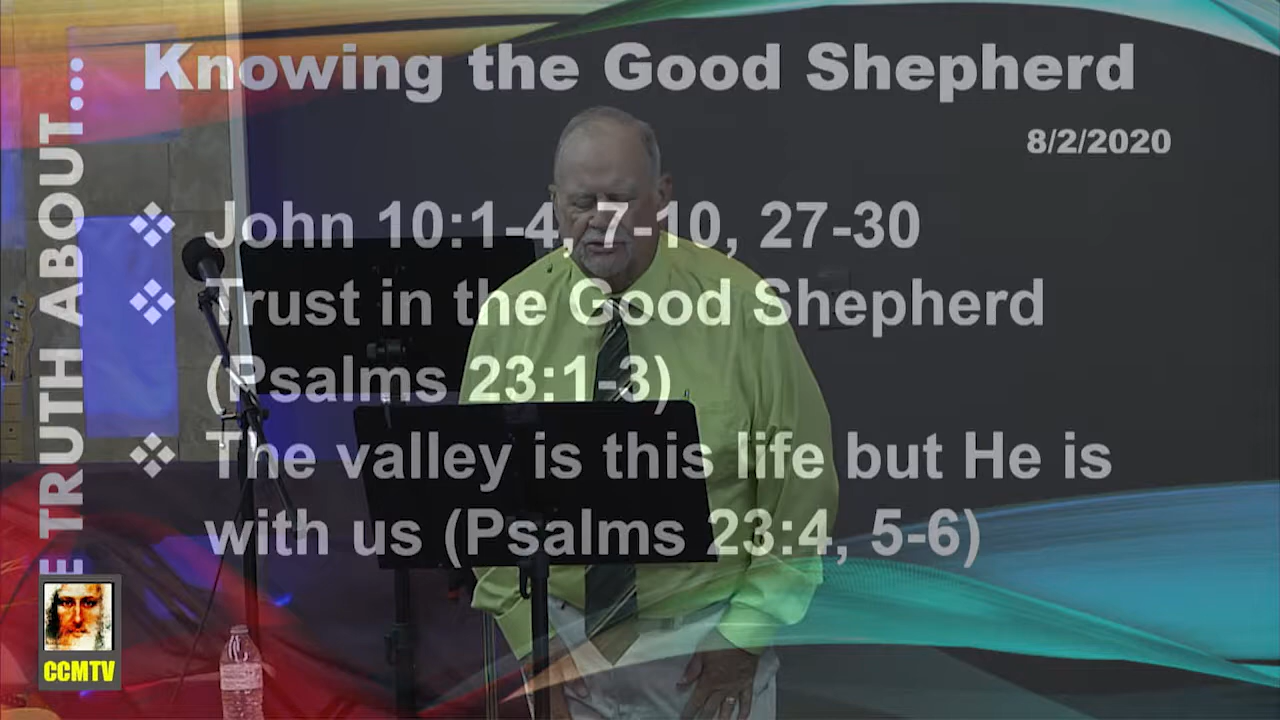 Knowing the Good Shepherd
8/2/2020
E TRUTH ABOUT...
❖ John 10:1-4, 7-10, 27-30
❖ Trust in the Good Shepherd
(Psalms 23:1-3)
❖ The valley is this life but He is
with us (Psalms 23:4, 5-6)
CCMTV